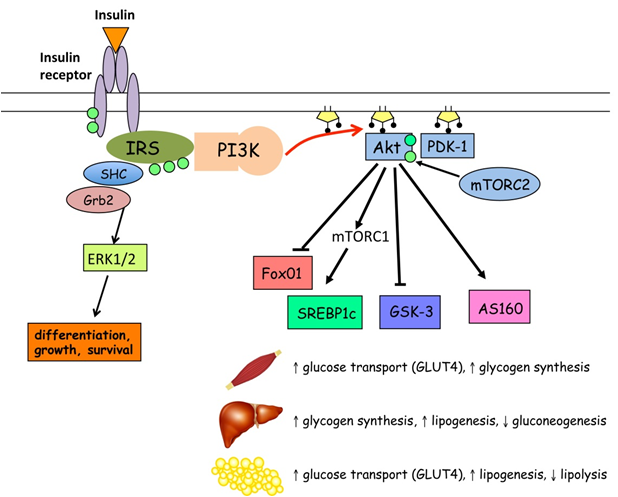 Insulin
Insulin
receptor
IRS
PI3K
Akt
PDK-1
SHC
mTORC2
Grb2
mTORC1
ERK1/2
Fox01
SREBP1c
GSK-3
AS160
differentiation,
growth, survival
↑ glucose transport (GLUT4), ↑ glycogen synthesis
↑ glycogen synthesis, ↑ lipogenesis, ↓ gluconeogenesis
↑ glucose transport (GLUT4), ↑ lipogenesis, ↓ lipolysis